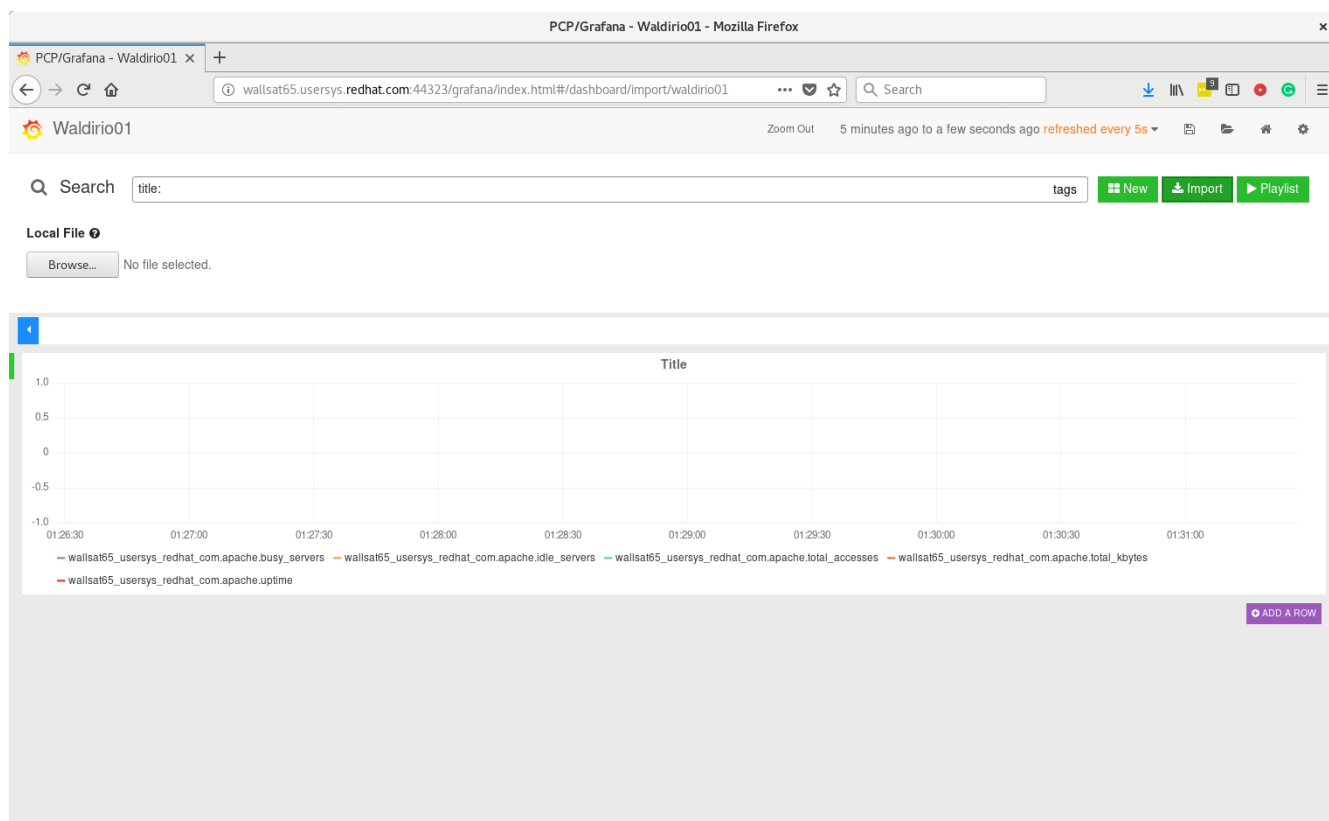 PCP/Grafana - Waldirio01 - Mozilla Firefox
PCP/Grafana - Waldirio01
wallsat65.usersys.redhat.com:44323/grafana/index.html#/dashboard/import/waldirio01
Search
9
Waldirio01
Zoom Out 5 minutes ago to a few seconds ago refreshed every 5s
Search title: tags New Import Playlist
Local File
Browse... No file selected.
Title
1.0
0.5
0
-0.5
-1.0
01:26:30 01:27:00 01:27:30 01:28:00 01:28:30 01:29:00 01:29:30 01:30:00 01:30:30 01:31:00
wallsat65_usersys_redhat_com.apache.busy_servers wallsat65_usersys_redhat_com.apache.idle_servers wallsat65_usersys_redhat_com.apache.total_accesses wallsat65_usersys_redhat_com.apache.total_kbytes
wallsat65_usersys_redhat_com.apache.uptime
ADD A ROW